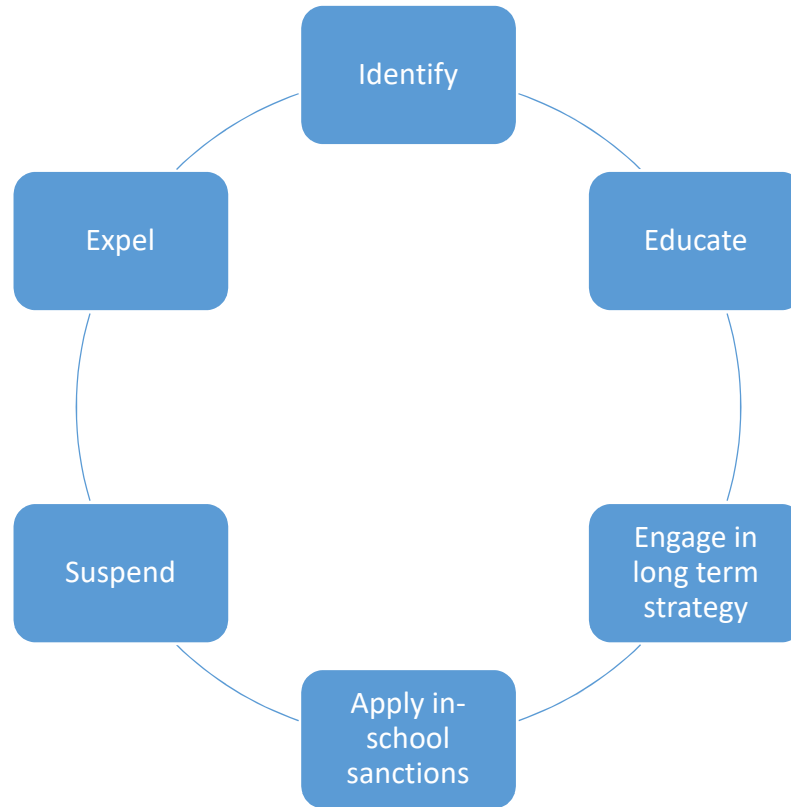 Identify
Educate
Engage in
long term
strategy
Apply in-
school
sanctions
Suspend
Expel